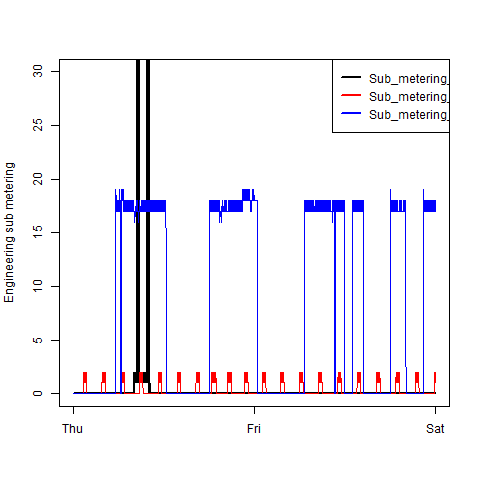 Engineering sub metering
30
25
20
15
10
5
0
Thu
Fri
Sat
Sub_metering_
Sub_metering_
Sub_metering_